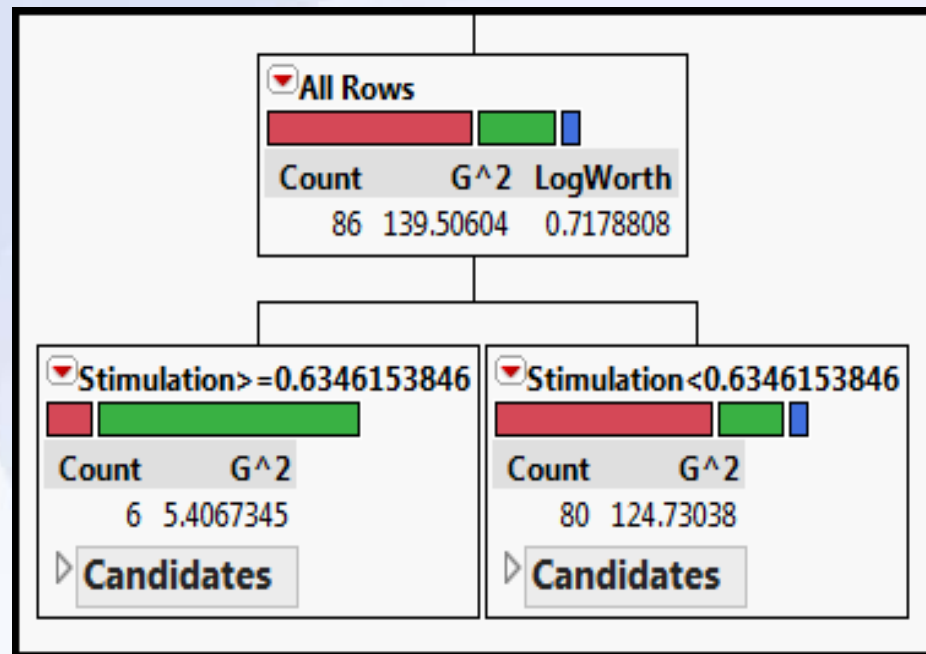 All Rows
Count G^2 LogWorth
86 139.50604 0.7178808
Stimulation>=0.6346153846
Count G^2
6 5.4067345
Candidates
Stimulation<0.6346153846
Count G^2
80 124.73038
Candidates